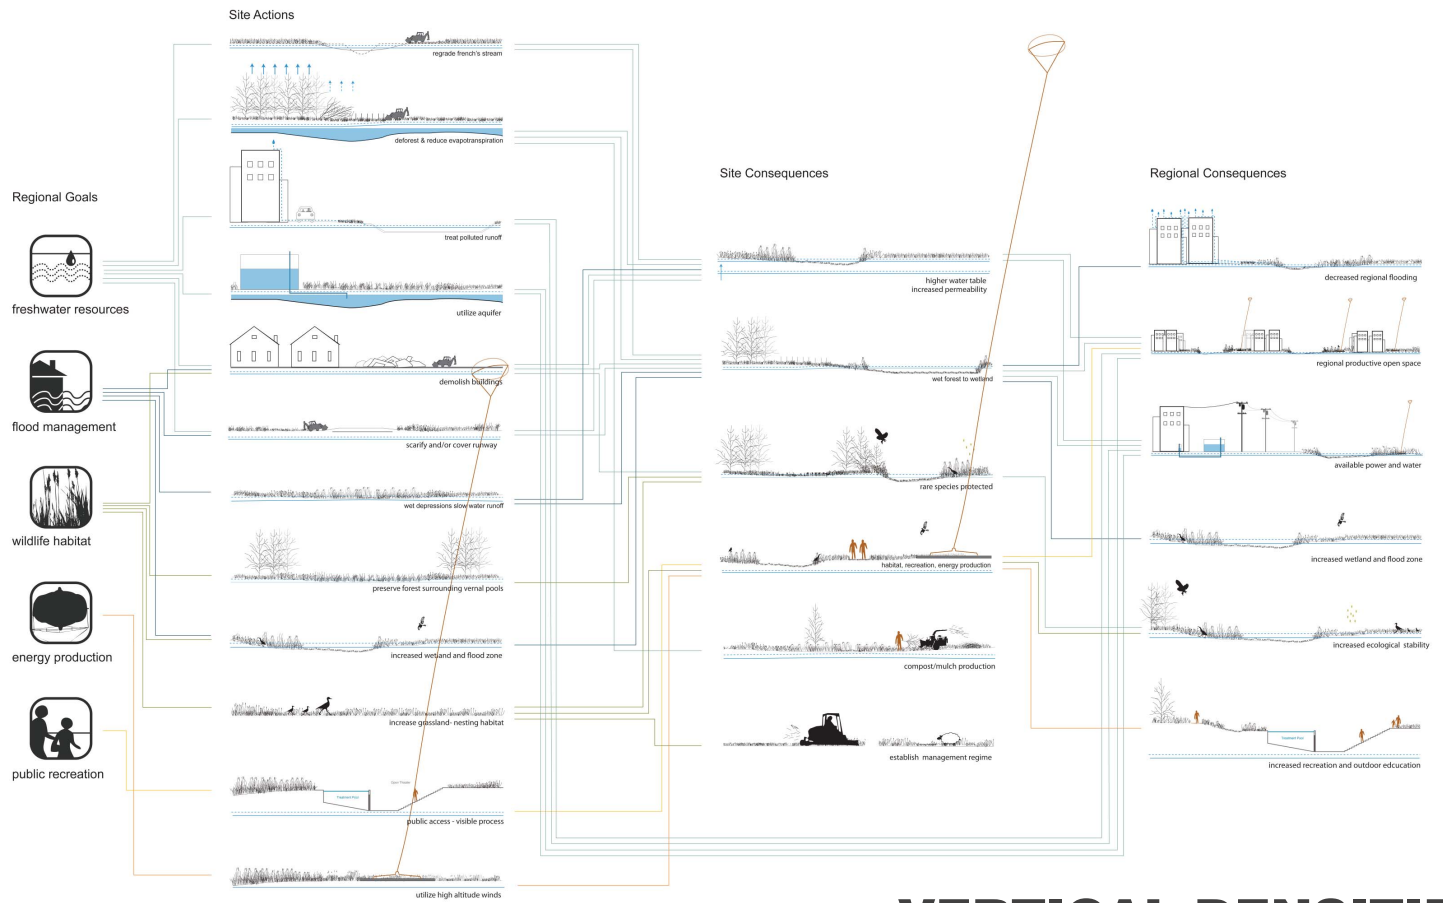 Site Actions
regrade french's stream
deforest & reduce evapotranspiration
Site Consequences
Regional Consequences
Regional Goals
treat polluted runoff
freshwater resources
higher water table
increased permeability
decreased regional flooding
utilize aquifer
regional productive open space
demolish buildings
wet forest to wetland
flood management
scarify and/or cover runway
available power and water
rare species protected
wet depressions slow water runoff
wildlife habitat
habitat, recreation, energy production
increased wetland and flood zone
preserve forest surrounding vernal pools
increased ecological stability
energy production
increased wetland and flood zone
compost/mulch production
increase grassland- nesting habitat
Treatment Pool
establish management regime
increased recreation and outdoor edcucation
public recreation
Treatment Pool
public access - visible process
utilize high altitude winds